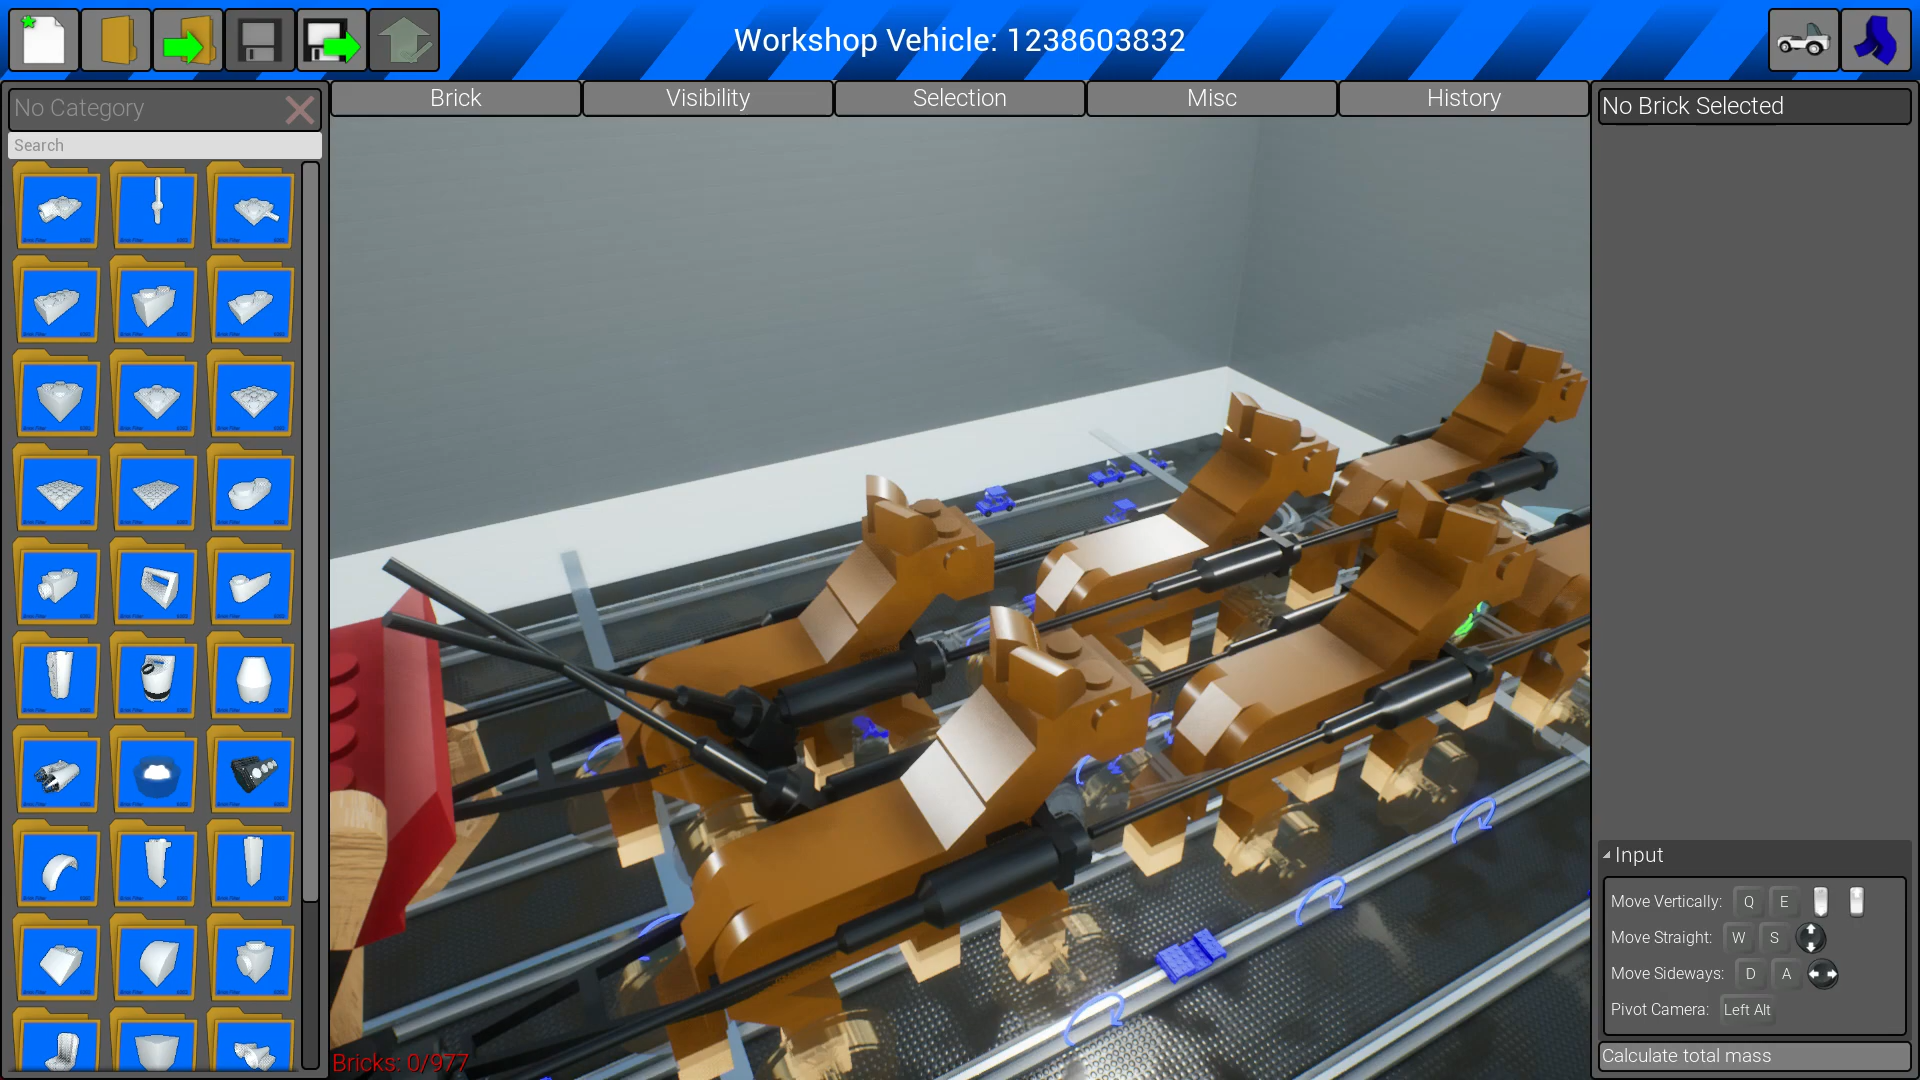 Workshop Vehicle: 1238603832
No Category
Search
Brick
Visibility
Selection
Misc
History
No Brick Selected
Bricks: 0/977
Input
Move Vertically: Q E
Move Straight: W S
Move Sideways: D A
Pivot Camera: Left Alt
Calculate total mass